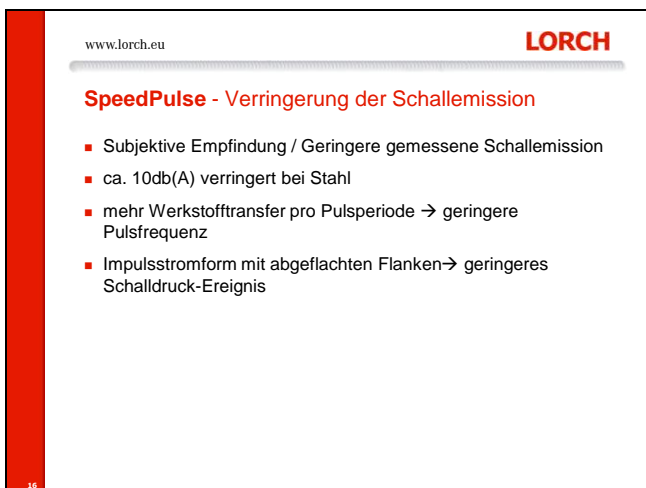 www.lorch.eu
LORCH
SpeedPulse - Verringerung der Schallemission
■ Subjektive Empfindung / Geringere gemessene Schallemission
■ ca. 10db(A) verringert bei Stahl
■ mehr Werkstofftransfer pro Pulsperiode → geringere
Pulsfrequenz
■ Impulsstromform mit abgeflachten Flanken→ geringeres
Schalldruck-Ereignis
16